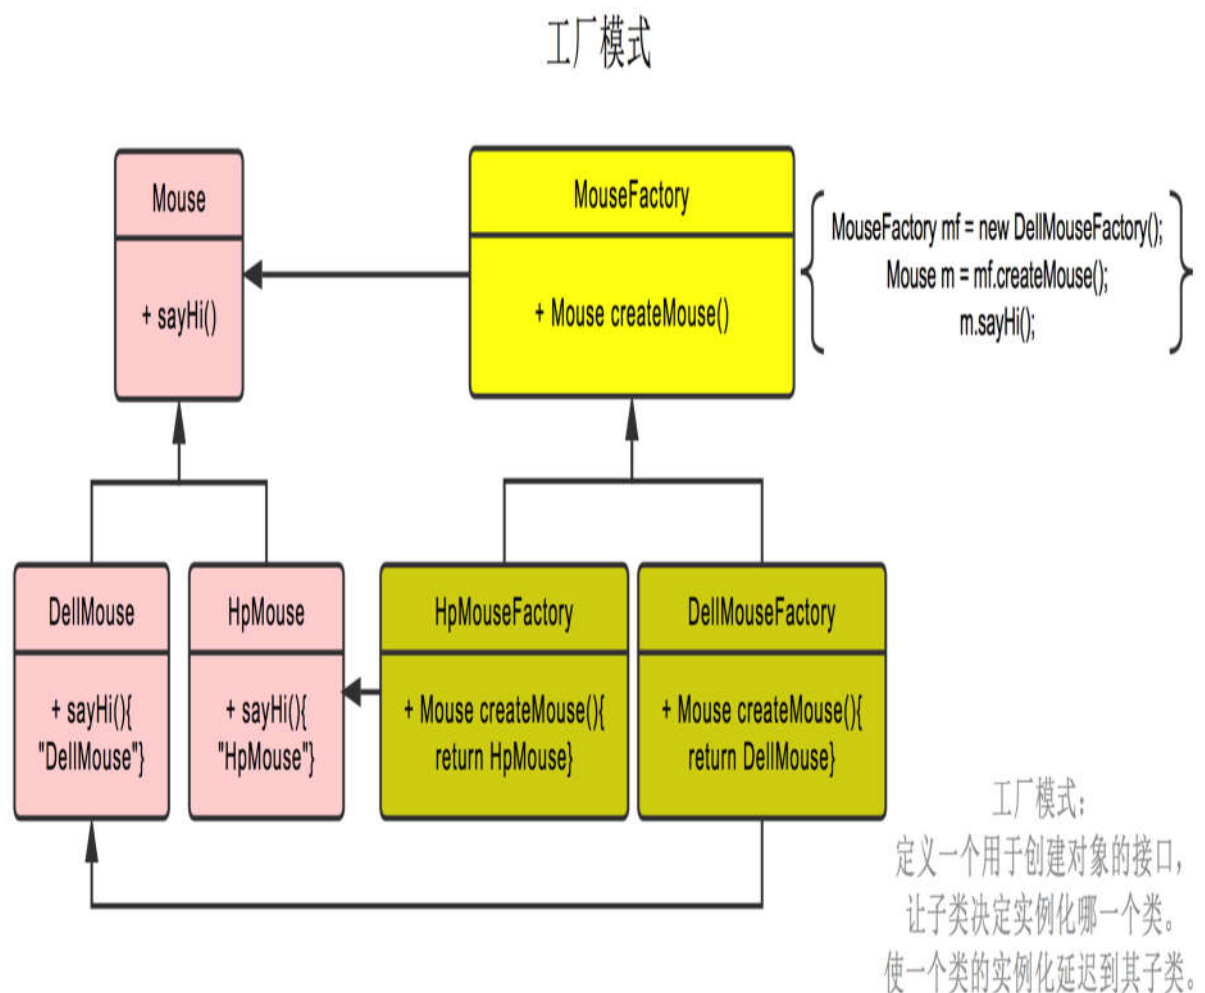 工厂模式
Mouse
+ sayHi()
MouseFactory
+ Mouse createMouse()
MouseFactory mf = new DellMouseFactory();
Mouse m = mf.createMouse();
m.sayHi();
DellMouse
+ sayHi(){
"DellMouse"}
HpMouse
+ sayHi(){
"HpMouse"}
HpMouseFactory
+ Mouse createMouse(){
return HpMouse}
DellMouseFactory
+ Mouse createMouse(){
return DellMouse}
工厂模式：
定义一个用于创建对象的接口，
让子类决定实例化哪一个类。
使一个类的实例化延迟到其子类。